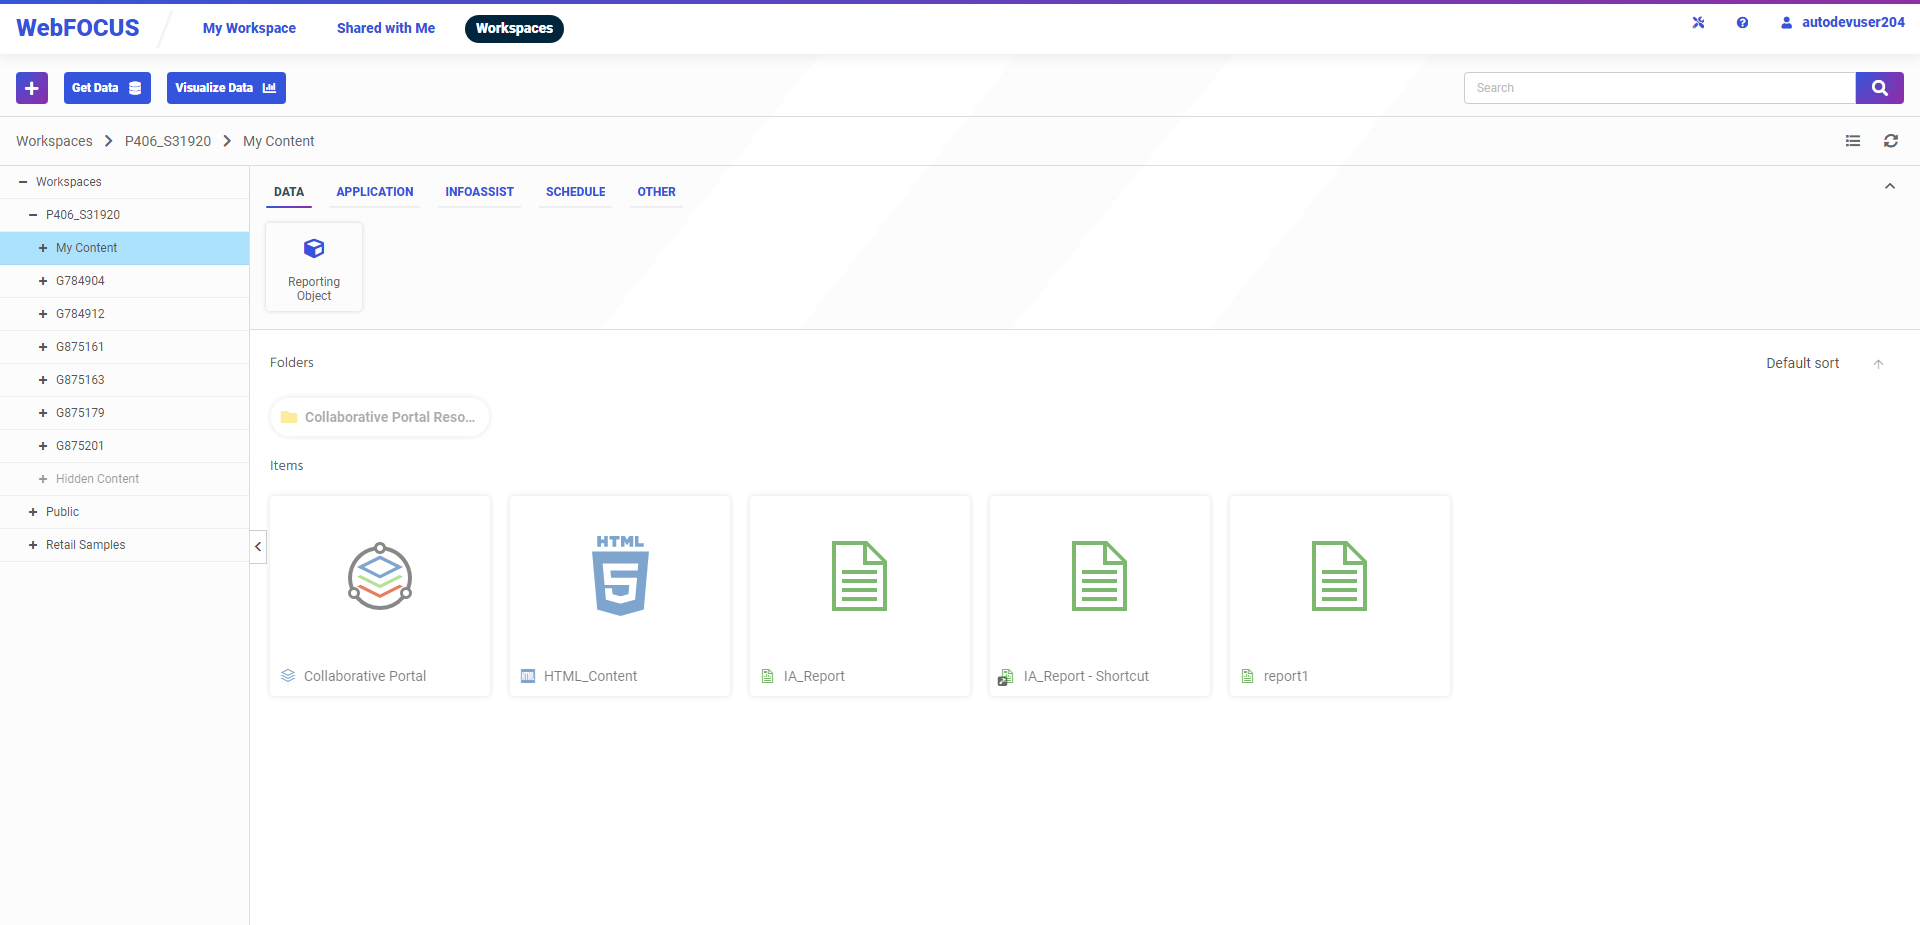 WebFOCUS
My Workspace
Shared with Me
Workspaces
autodevuser204
Get Data
Visualize Data
Search
Workspaces
P406_S31920
My Content
Workspaces
P406_S31920
My Content
G784904
G784912
G875161
G875163
G875179
G875201
Hidden Content
Public
Retail Samples
DATA
APPLICATION
INFOASSIST
SCHEDULE
OTHER
Reporting
Object
Folders
Default sort
Collaborative Portal Reso...
Items
HTML
Collaborative Portal
HTML_Content
IA_Report
IA_Report - Shortcut
report1